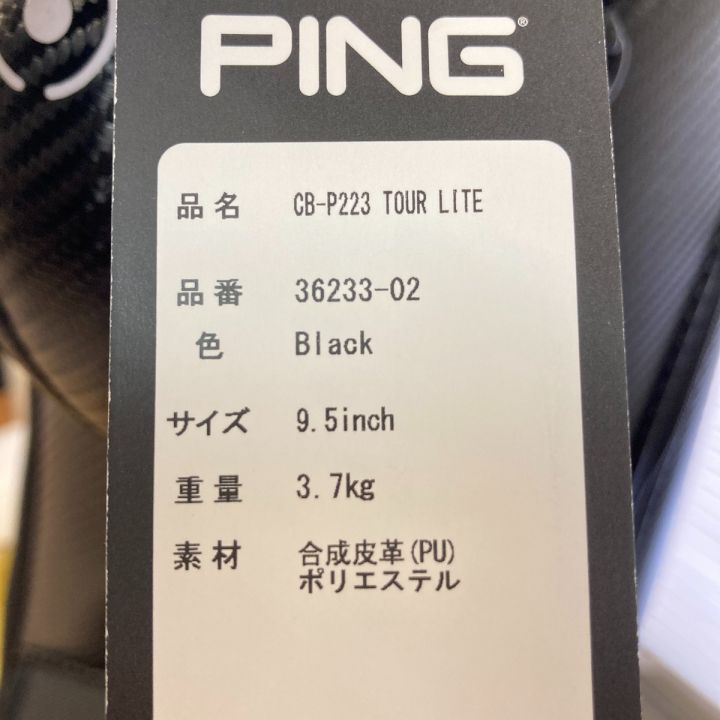 PING®
品名 CB-P223 TOUR LITE
品番 36233-02
色 Black
サイズ 9.5inch
重量 3.7kg
素材 合成皮革(PU)
ポリエステル